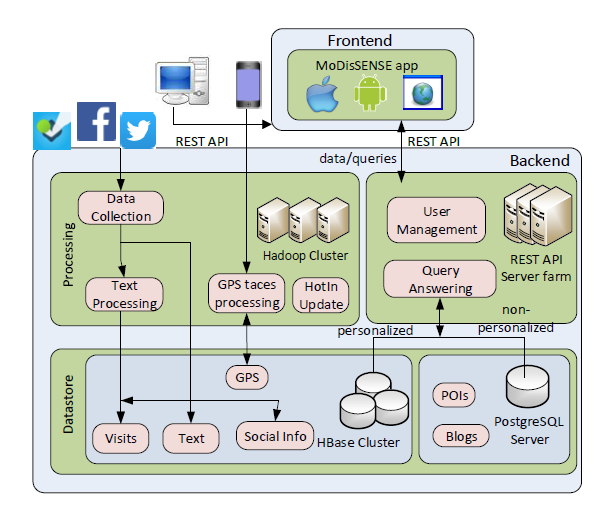 Frontend
MoDisSENSE app
REST API
REST API
data/queries
Backend
Processing
Data
Collection
Hadoop Cluster
User
Management
REST API
Server farm
Text
Processing
GPS taces
processing
HotIn
Update
Query
Answering
personalized
non-
personalized
Datastore
GPS
Visits
Text
Social Info
HBase Cluster
POIs
Blogs
PostgreSQL
Server